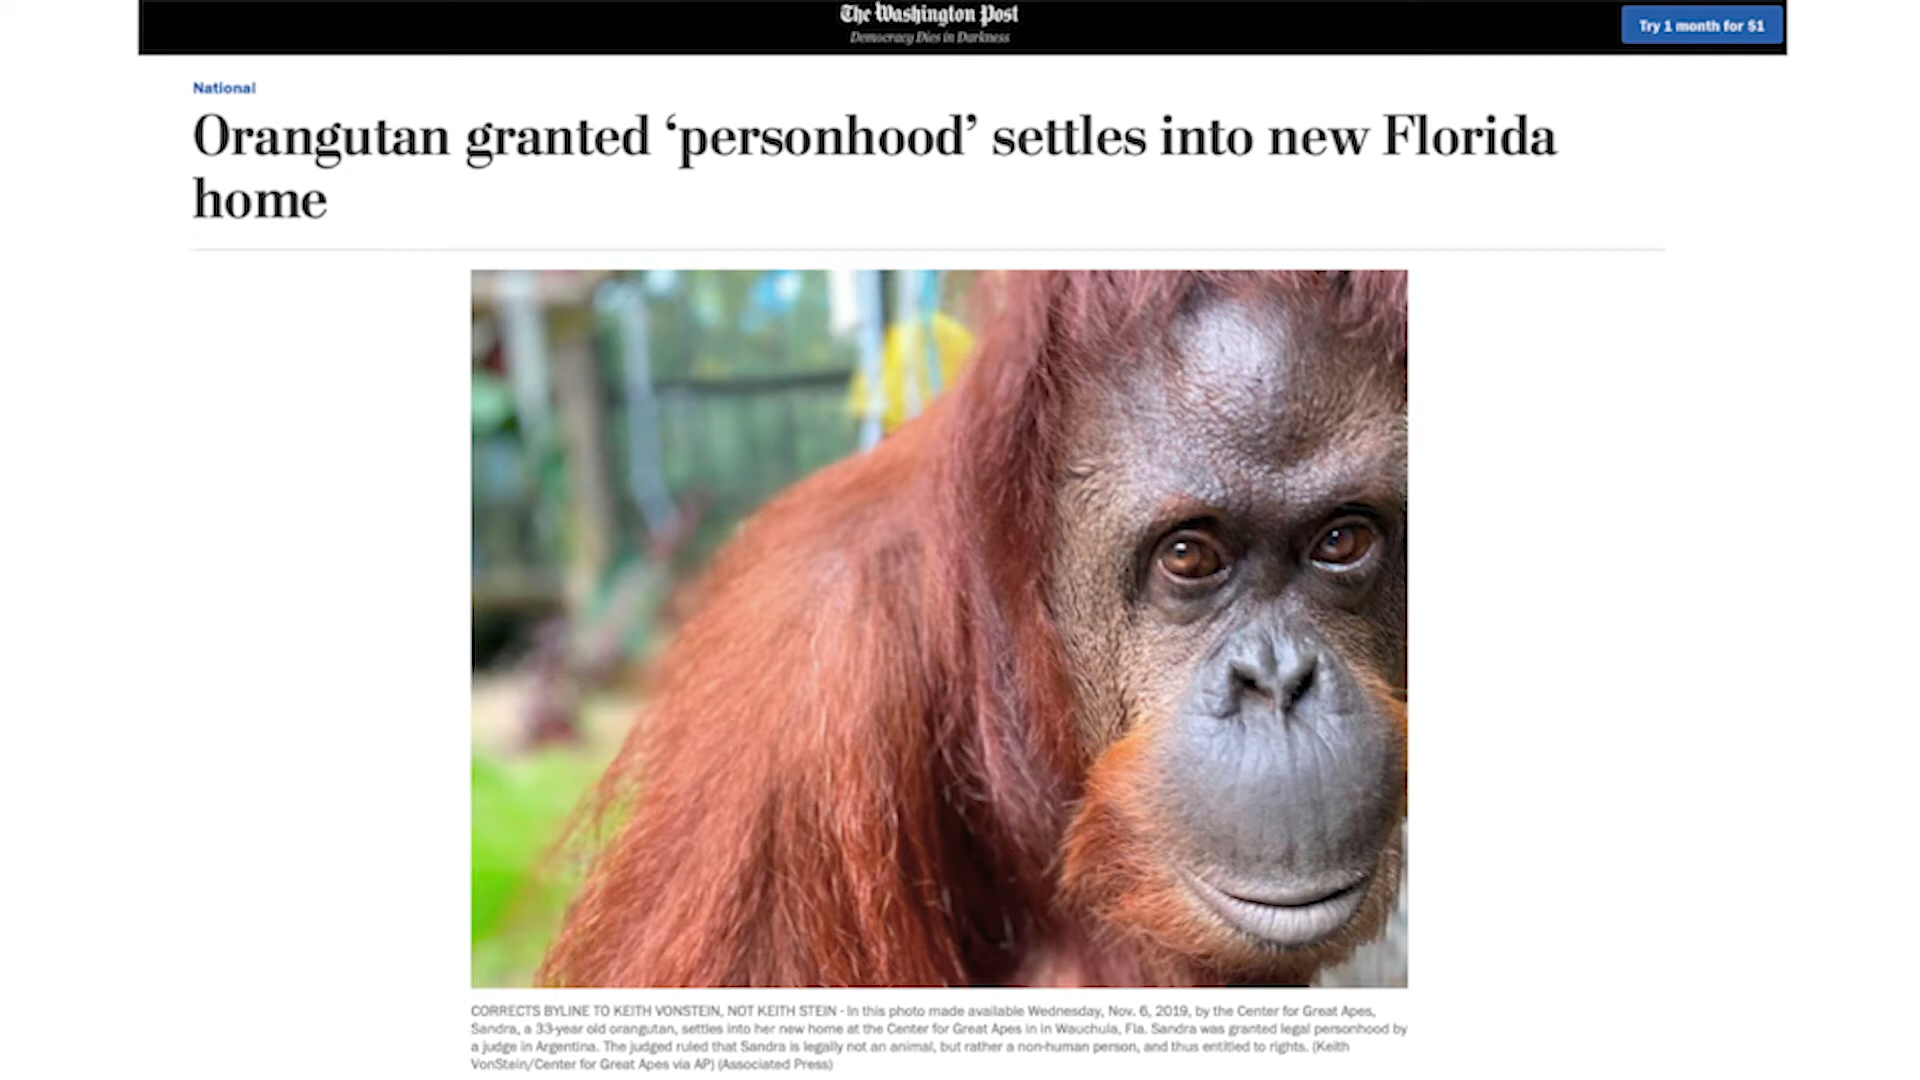 The Washington Post
Democracy Dies in Darkness
Try 1 month for $1
National
Orangutan granted ‘personhood’ settles into new Florida
home
CORRECTS BYLINE TO KEITH VONSTEIN, NOT KEITH STEIN - In this photo made available Wednesday, Nov. 6, 2019, by the Center for Great Apes,
Sandra, a 33-year old orangutan, settles into her new home at the Center for Great Apes in in Wauchula, Fla. Sandra was granted legal personhood by
a judge in Argentina. The judged ruled that Sandra is legally not an animal, but rather a non-human person, and thus entitled to rights. (Keith
VonStein/Center for Great Apes via AP) (Associated Press)